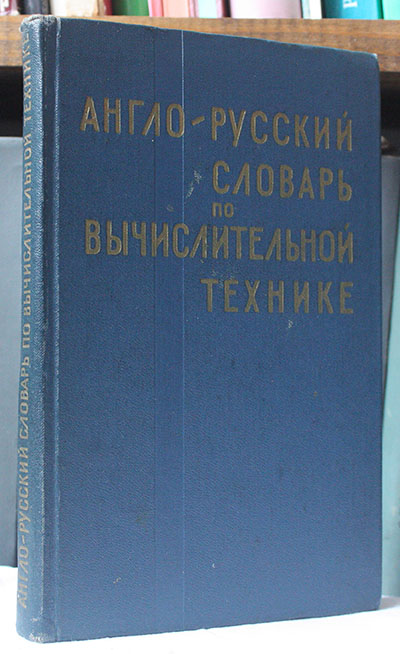 АНГЛО-РУССКИЙ
СЛОВАРЬ
ПО
ВЫЧИСЛИТЕЛЬНОЙ
ТЕХНИКЕ
АНГЛО-РУССКИЙ СЛОВАРЬ ПО ВЫЧИСЛИТЕЛЬНОЙ ТЕХНИКЕ